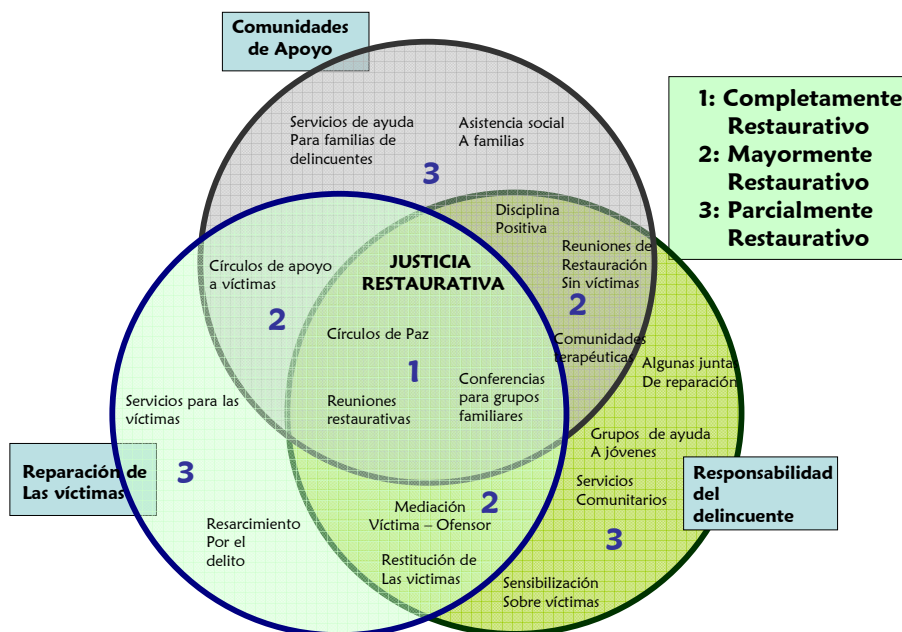 Comunidades
de Apoyo
1: Completamente
Restaurativo
2: Mayormente
Restaurativo
3: Parcialmente
Restaurativo
Servicios de ayuda
Para familias de
delincuentes
Asistencia social
A familias
3
Disciplina
Positiva
Reuniones de
Restauración
Sin víctimas
2
Comunidades
terapéuticas
JUSTICIA
RESTAURATIVA
Círculos de apoyo
a víctimas
2
Círculos de Paz
1
Reuniones
restaurativas
Conferencias
para grupos
familiares
Algunas junta
De reparación
Servicios para las
víctimas
Reparación de
Las víctimas
3
Resarcimiento
Por el
delito
Mediación
2
Víctima – Ofensor
Restitución de
Las victimas
Grupos de ayuda
A jóvenes
Servicios
Comunitarios
3
Sensibilización
Sobre víctimas
Responsabilidad
del
delincuente